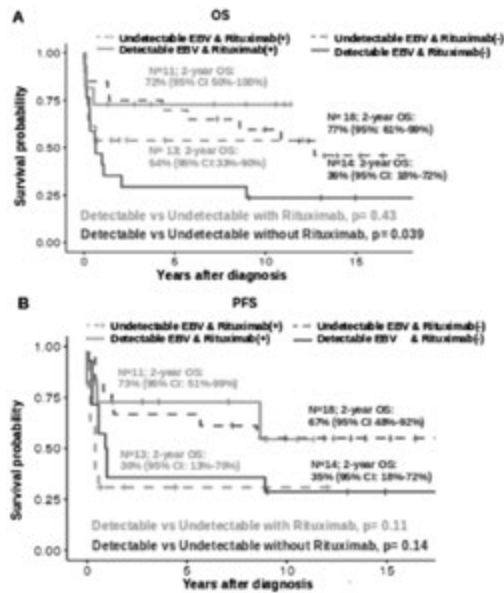 A
OS
Undetectable EBV & Rituximab(+)
Undetectable EBV & Rituximab(-)
Detectable EBV & Rituximab(+)
Detectable EBV & Rituximab(-)
Survival probability
1.00
0.75
0.50
0.25
0.00
N=11; 2-year OS:
72% (95% CI 50%-100%)
N= 18; 2-year OS:
77% (95%: 61%-98%)
N= 13; 2-year OS:
54% (95% CI:33%-90%)
N=14; 2-year OS:
36% (95% CI: 18%-72%)
Detectable vs Undetectable with Rituximab, p= 0.43
Detectable vs Undetectable without Rituximab, p= 0.039
0
5
10
15
Years after diagnosis
B
PFS
Undetectable EBV & Rituximab(+)
Undetectable EBV & Rituximab(-)
Detectable EBV & Rituximab(+)
Detectable EBV & Rituximab(-)
Survival probability
1.00
0.75
0.50
0.25
0.00
N=11; 2-year OS:
73% (95% CI: 51%-99%)
N=18; 2-year OS:
67% (95% CI 48%-92%)
N=13; 2-year OS:
(95% CI: 13%-
N=14; 2-year OS:
35% (95% CI: 18%-72%)
Detectable vs Undetectable with Rituximab, p= 0.11
Detectable vs Undetectable without Rituximab, p= 0.14
0
5
10
15
Years after diagnosis